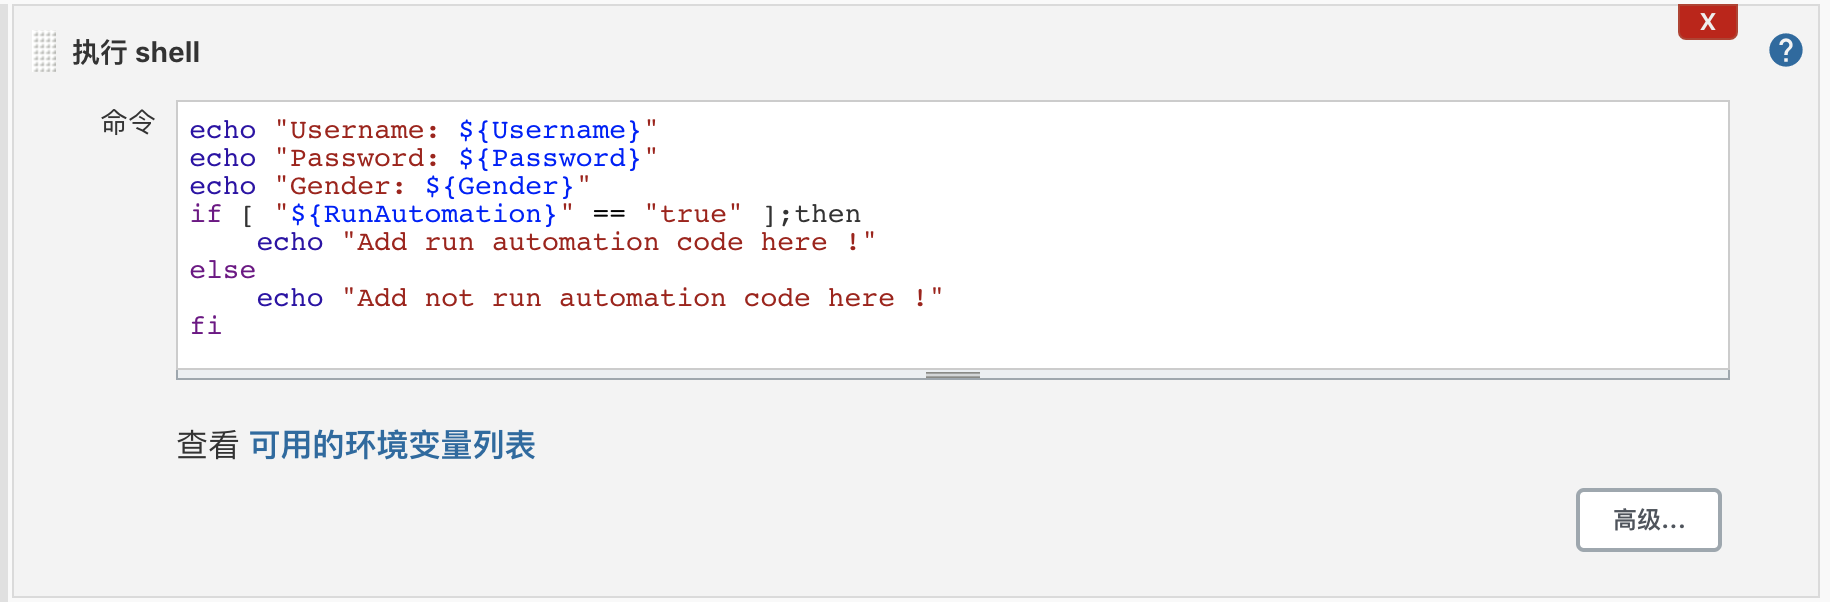 X
执行 shell
?
命令
echo "Username: ${Username}"
echo "Password: ${Password}"
echo "Gender: ${Gender}"
if [ "${RunAutomation}" == "true" ];then
    echo "Add run automation code here !"
else
    echo "Add not run automation code here !"
fi
查看 可用的环境变量列表
高级...